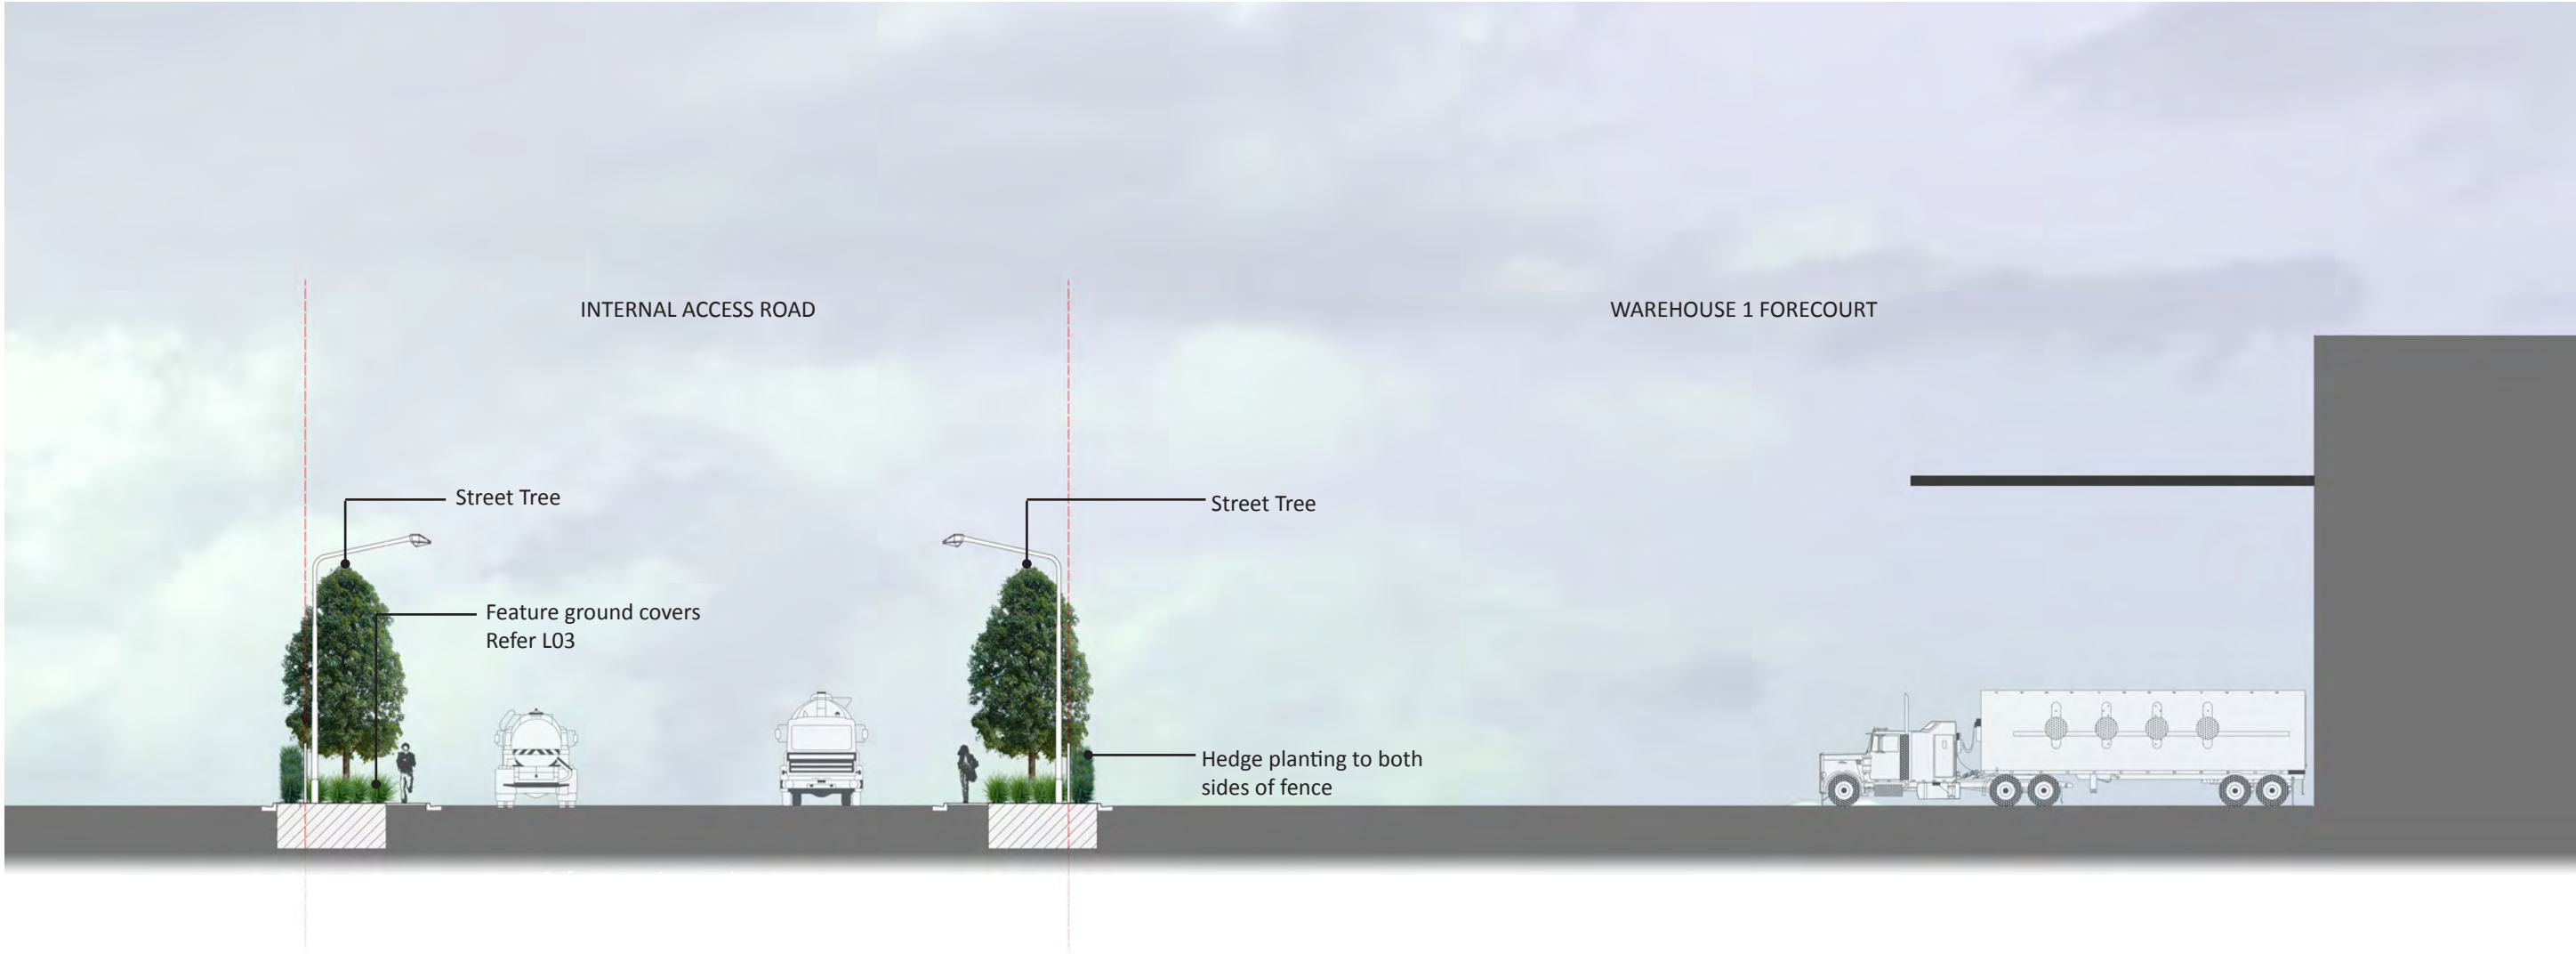 INTERNAL ACCESS ROAD
WAREHOUSE 1 FORECOURT
Street Tree
Street Tree
Feature ground covers
Refer L03
Hedge planting to both
sides of fence